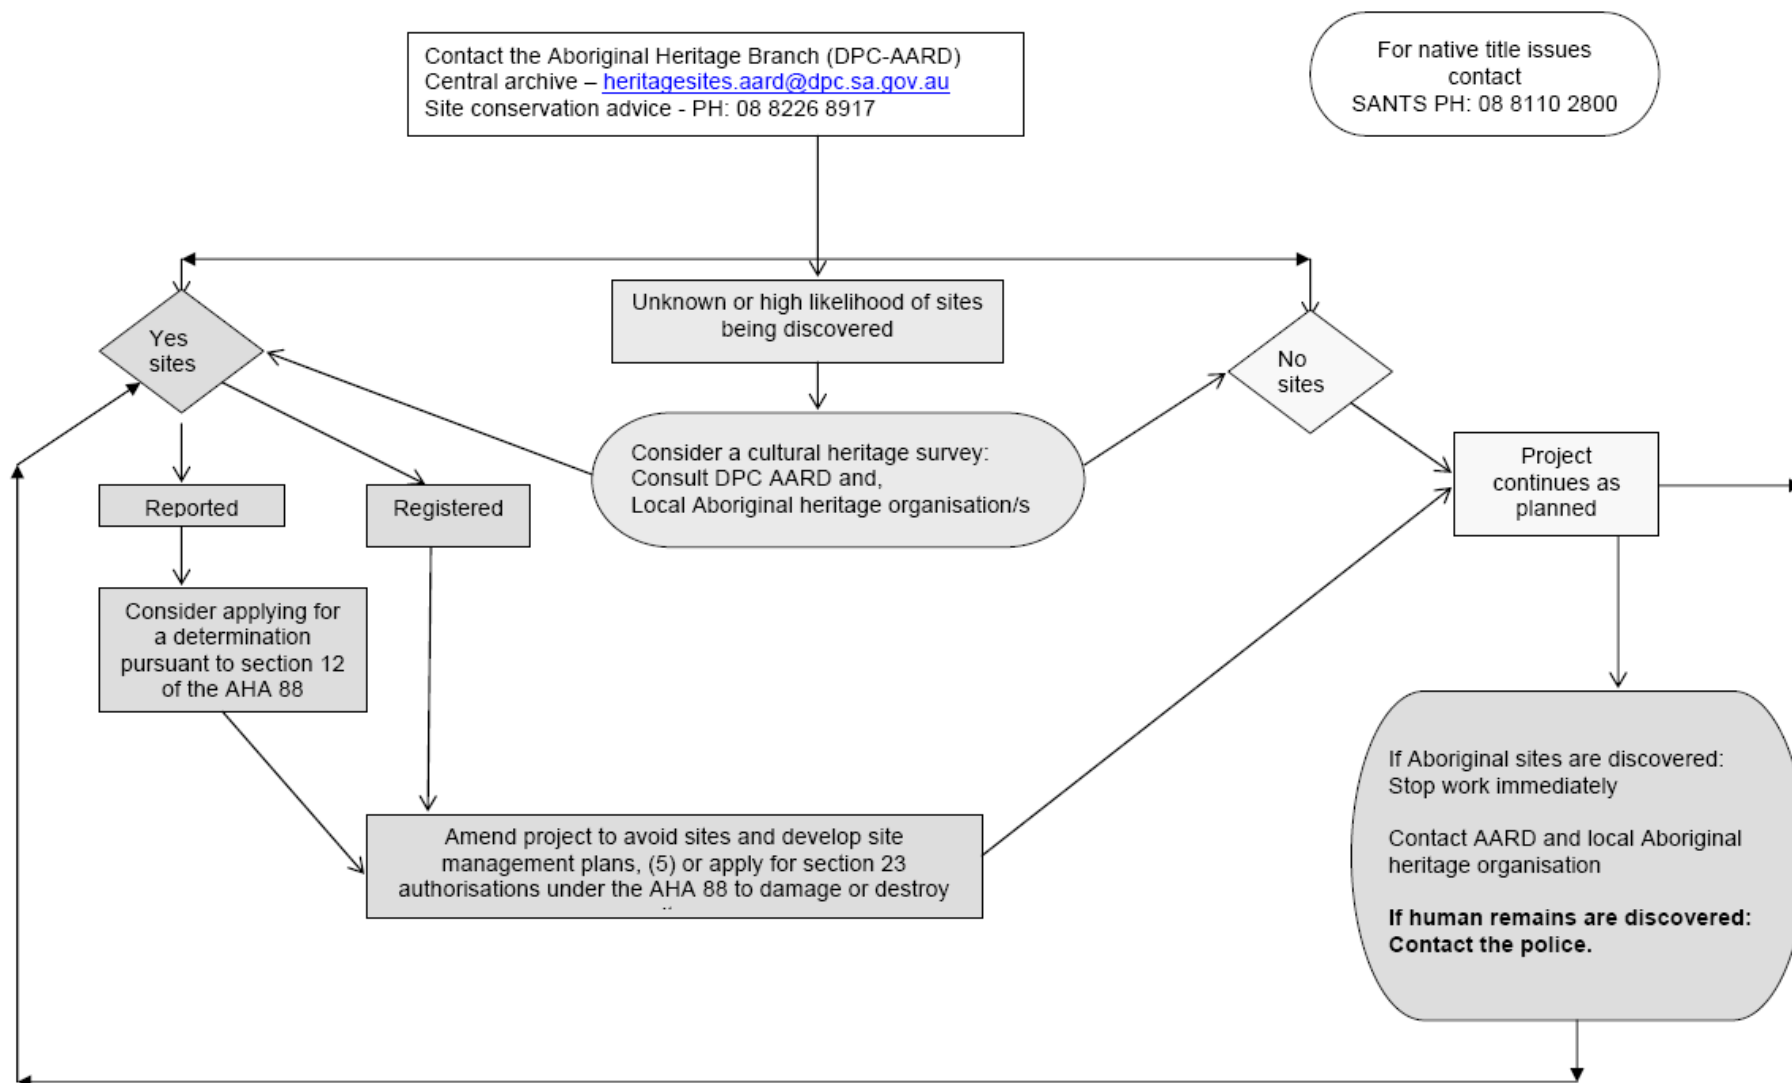 Contact the Aboriginal Heritage Branch (DPC-AARD)
Central archive – heritagesites.aard@dpc.sa.gov.au
Site conservation advice - PH: 08 8226 8917
For native title issues
contact
SANTS PH: 08 8110 2800
Yes
sites
Unknown or high likelihood of sites
being discovered
No
sites
Consider a cultural heritage survey:
Consult DPC AARD and,
Local Aboriginal heritage organisation/s
Project
continues as
planned
Reported
Registered
Consider applying for
a determination
pursuant to section 12
of the AHA 88
Amend project to avoid sites and develop site
management plans, (5) or apply for section 23
authorisations under the AHA 88 to damage or destroy
If Aboriginal sites are discovered:
Stop work immediately
Contact AARD and local Aboriginal
heritage organisation
If human remains are discovered:
Contact the police.